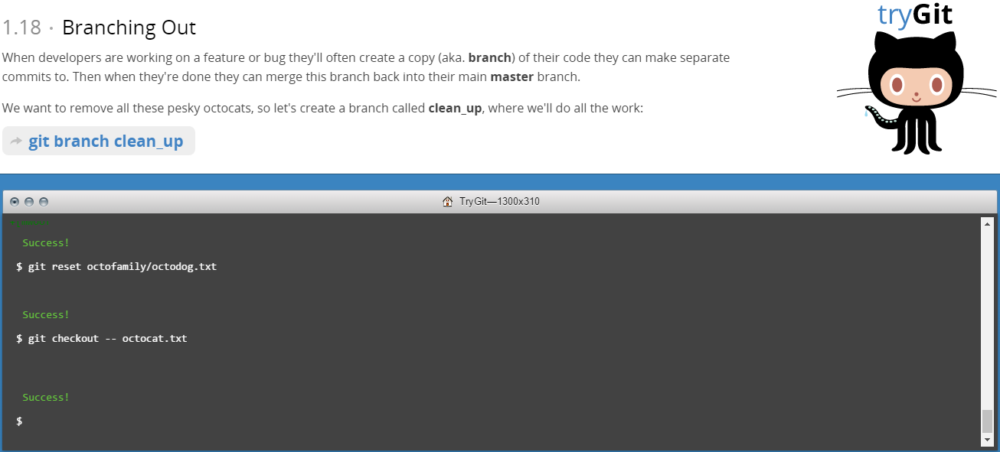 tryGit
1.18 · Branching Out
When developers are working on a feature or bug they'll often create a copy (aka. branch) of their code they can make separate
commits to. Then when they're done they can merge this branch back into their main master branch.
We want to remove all these pesky octocats, so let's create a branch called clean_up, where we'll do all the work:
git branch clean_up
TryGit—1300x310
Success!
$ git reset octofamily/octodog.txt
Success!
$ git checkout -- octocat.txt
Success!
$